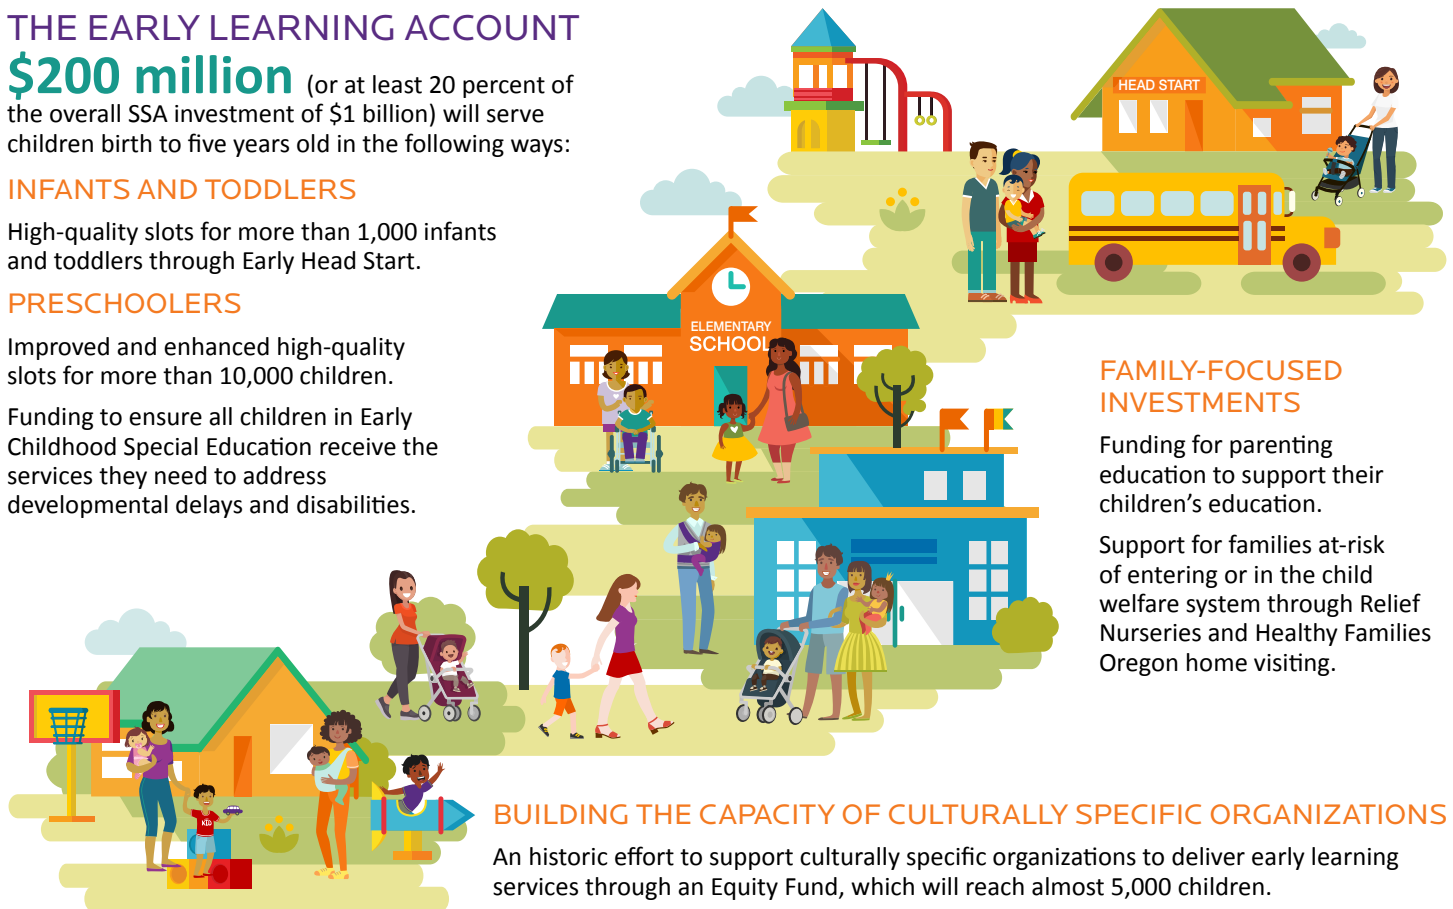 THE EARLY LEARNING ACCOUNT
$200 million (or at least 20 percent of
the overall SSA investment of $1 billion) will serve
children birth to five years old in the following ways:
INFANTS AND TODDLERS
High-quality slots for more than 1,000 infants
and toddlers through Early Head Start.
PRESCHOOLERS
Improved and enhanced high-quality
slots for more than 10,000 children.
Funding to ensure all children in Early
Childhood Special Education receive the
services they need to address
developmental delays and disabilities.
HEAD START
ELEMENTARY
SCHOOL
FAMILY-FOCUSED
INVESTMENTS
Funding for parenting
education to support their
children’s education.
Support for families at-risk
of entering or in the child
welfare system through Relief
Nurseries and Healthy Families
Oregon home visiting.
KID
BUILDING THE CAPACITY OF CULTURALLY SPECIFIC ORGANIZATIONS
An historic effort to support culturally specific organizations to deliver early learning
services through an Equity Fund, which will reach almost 5,000 children.